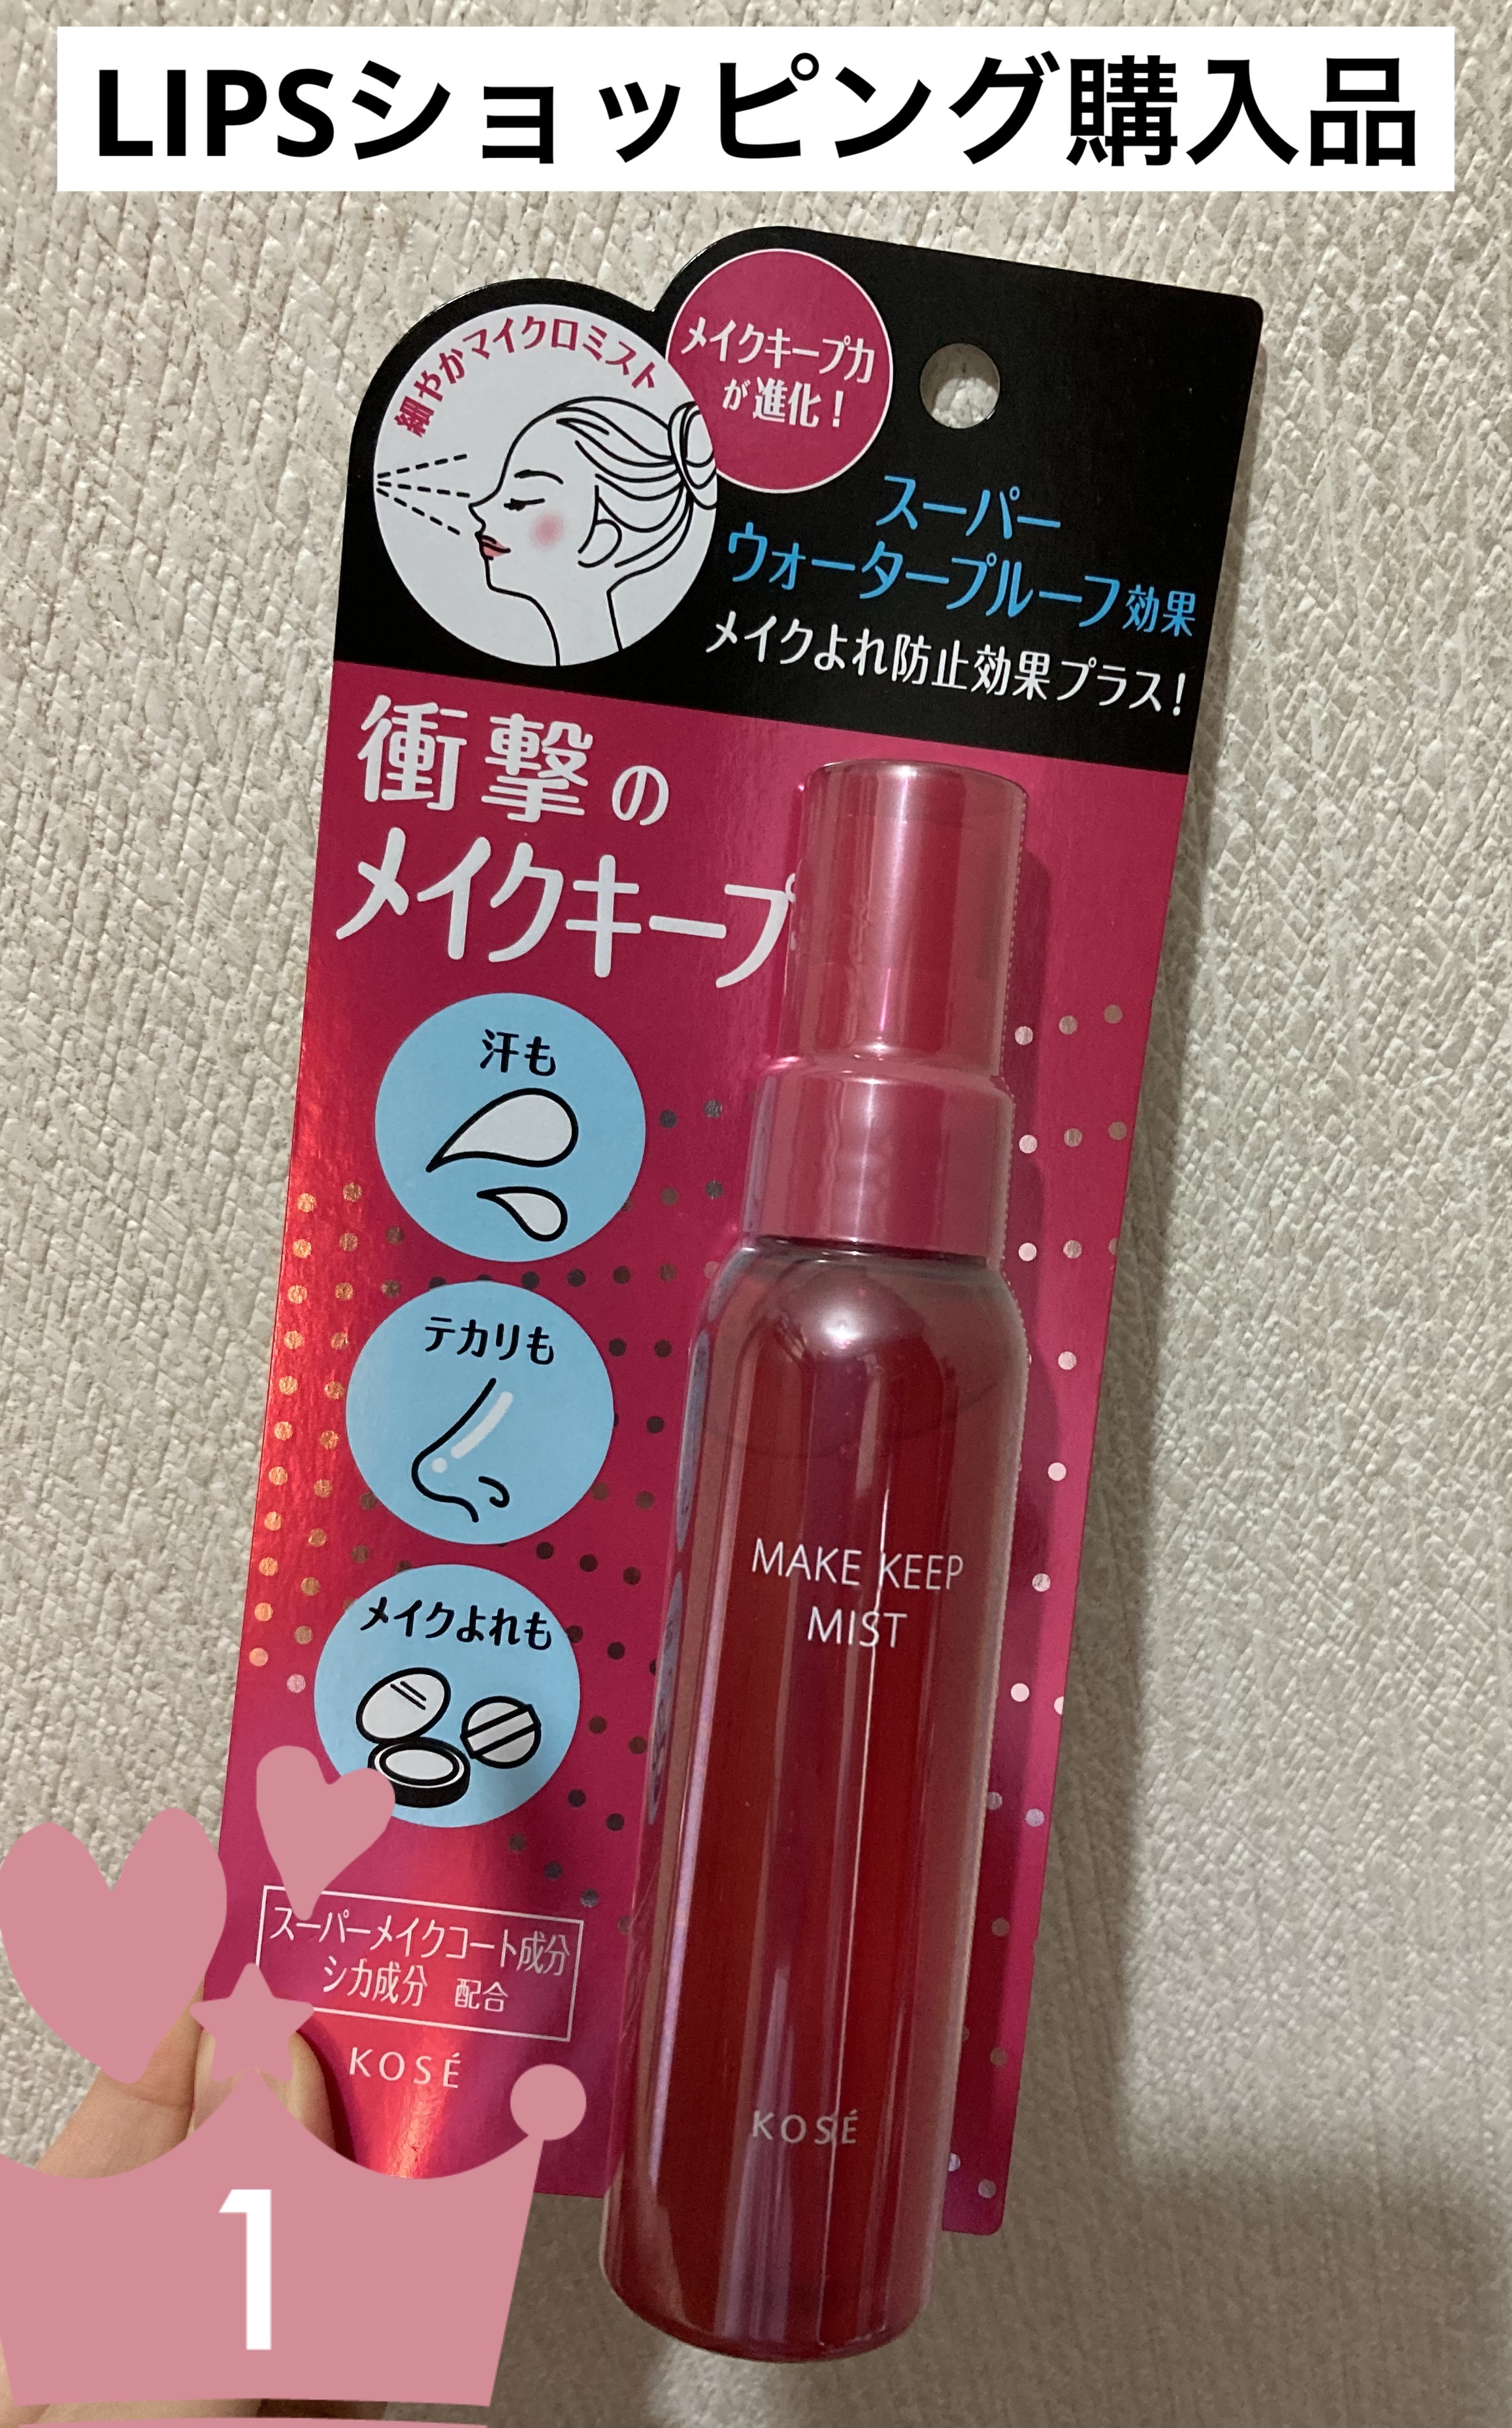 LIPSショッピング購入品
細やかマイクロミスト
メイクキープ力
が進化！
スーパー
ウォータープルーフ効果
メイクよれ防止効果プラス！
衝撃の
メイクキープ
汗も
テカリも
メイクよれも
MAKE KEEP
MIST
スーパーメイクコート成分
シカ成分 配合
KOSÉ
KOSÉ
1